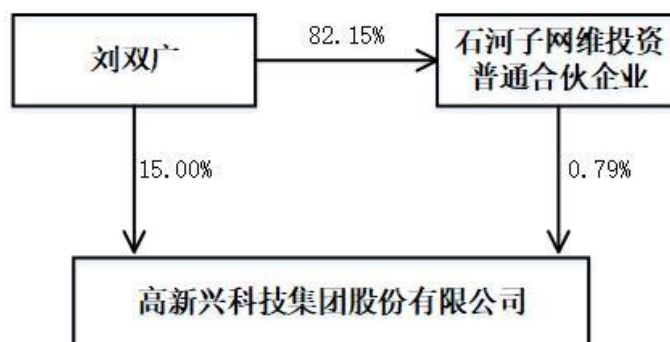 82.15%
刘双广
石河子网维投资
普通合伙企业
15.00%
0.79%
高新兴科技集团股份有限公司